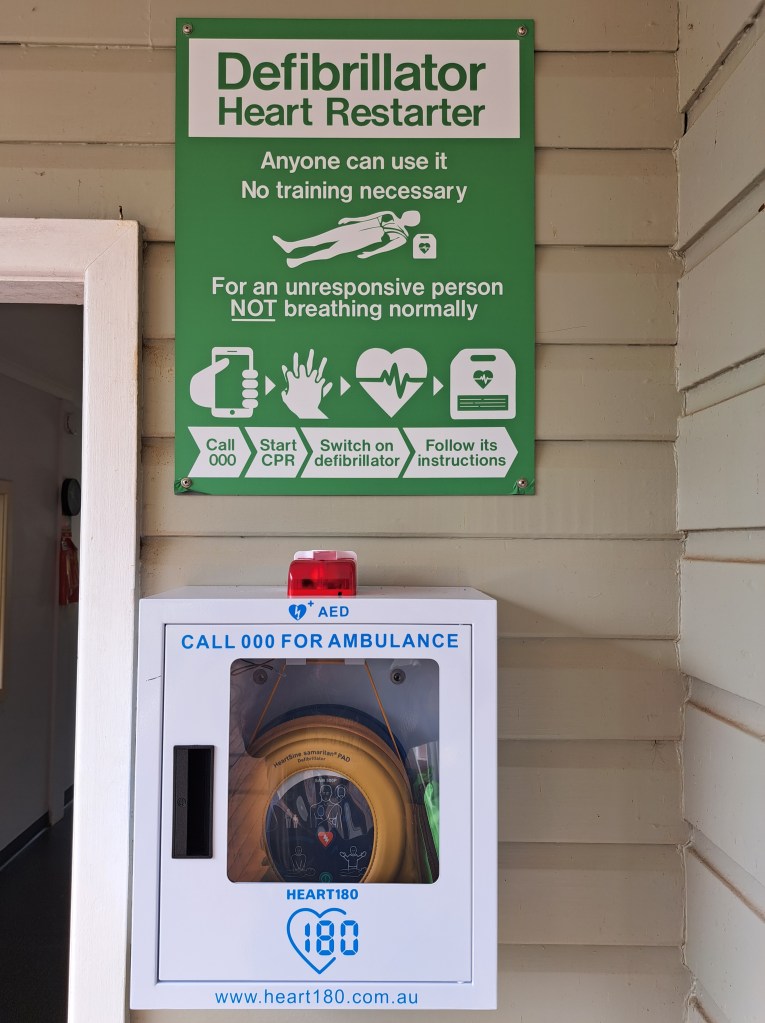 Defibrillator
Heart Restarter
Anyone can use it
No training necessary
For an unresponsive person
NOT breathing normally
Call
000
Start
CPR
Switch on
defibrillator
Follow its
instructions
AED
CALL 000 FOR AMBULANCE
HeartSine samaritan® PAD
Defibrillator
HEART180
180
www.heart180.com.au